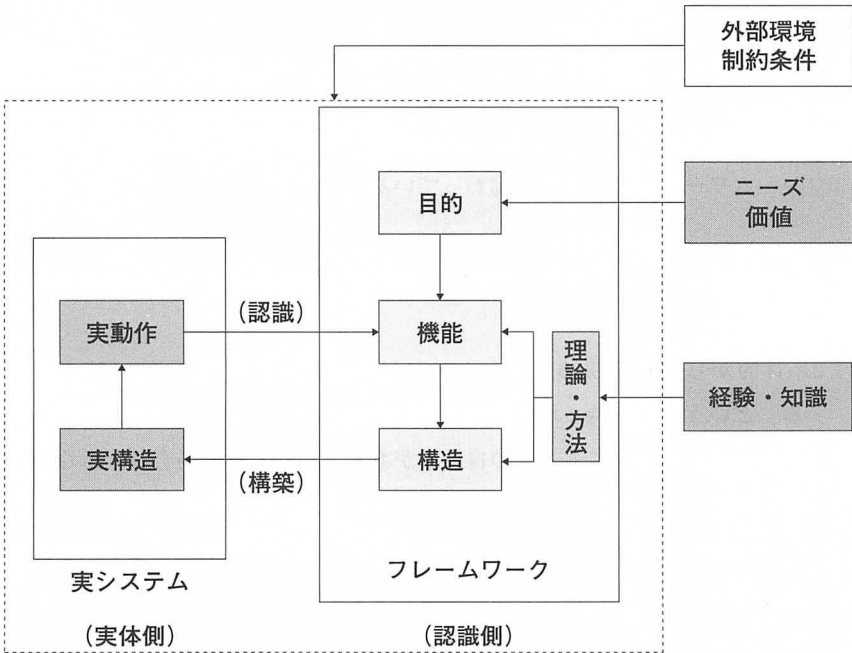 外部環境
制約条件
ニーズ
価値
目的
実動作
(認識)
機能
理論・方法
経験・知識
実構造
(構築)
構造
実システム
フレームワーク
(実体側)
(認識側)